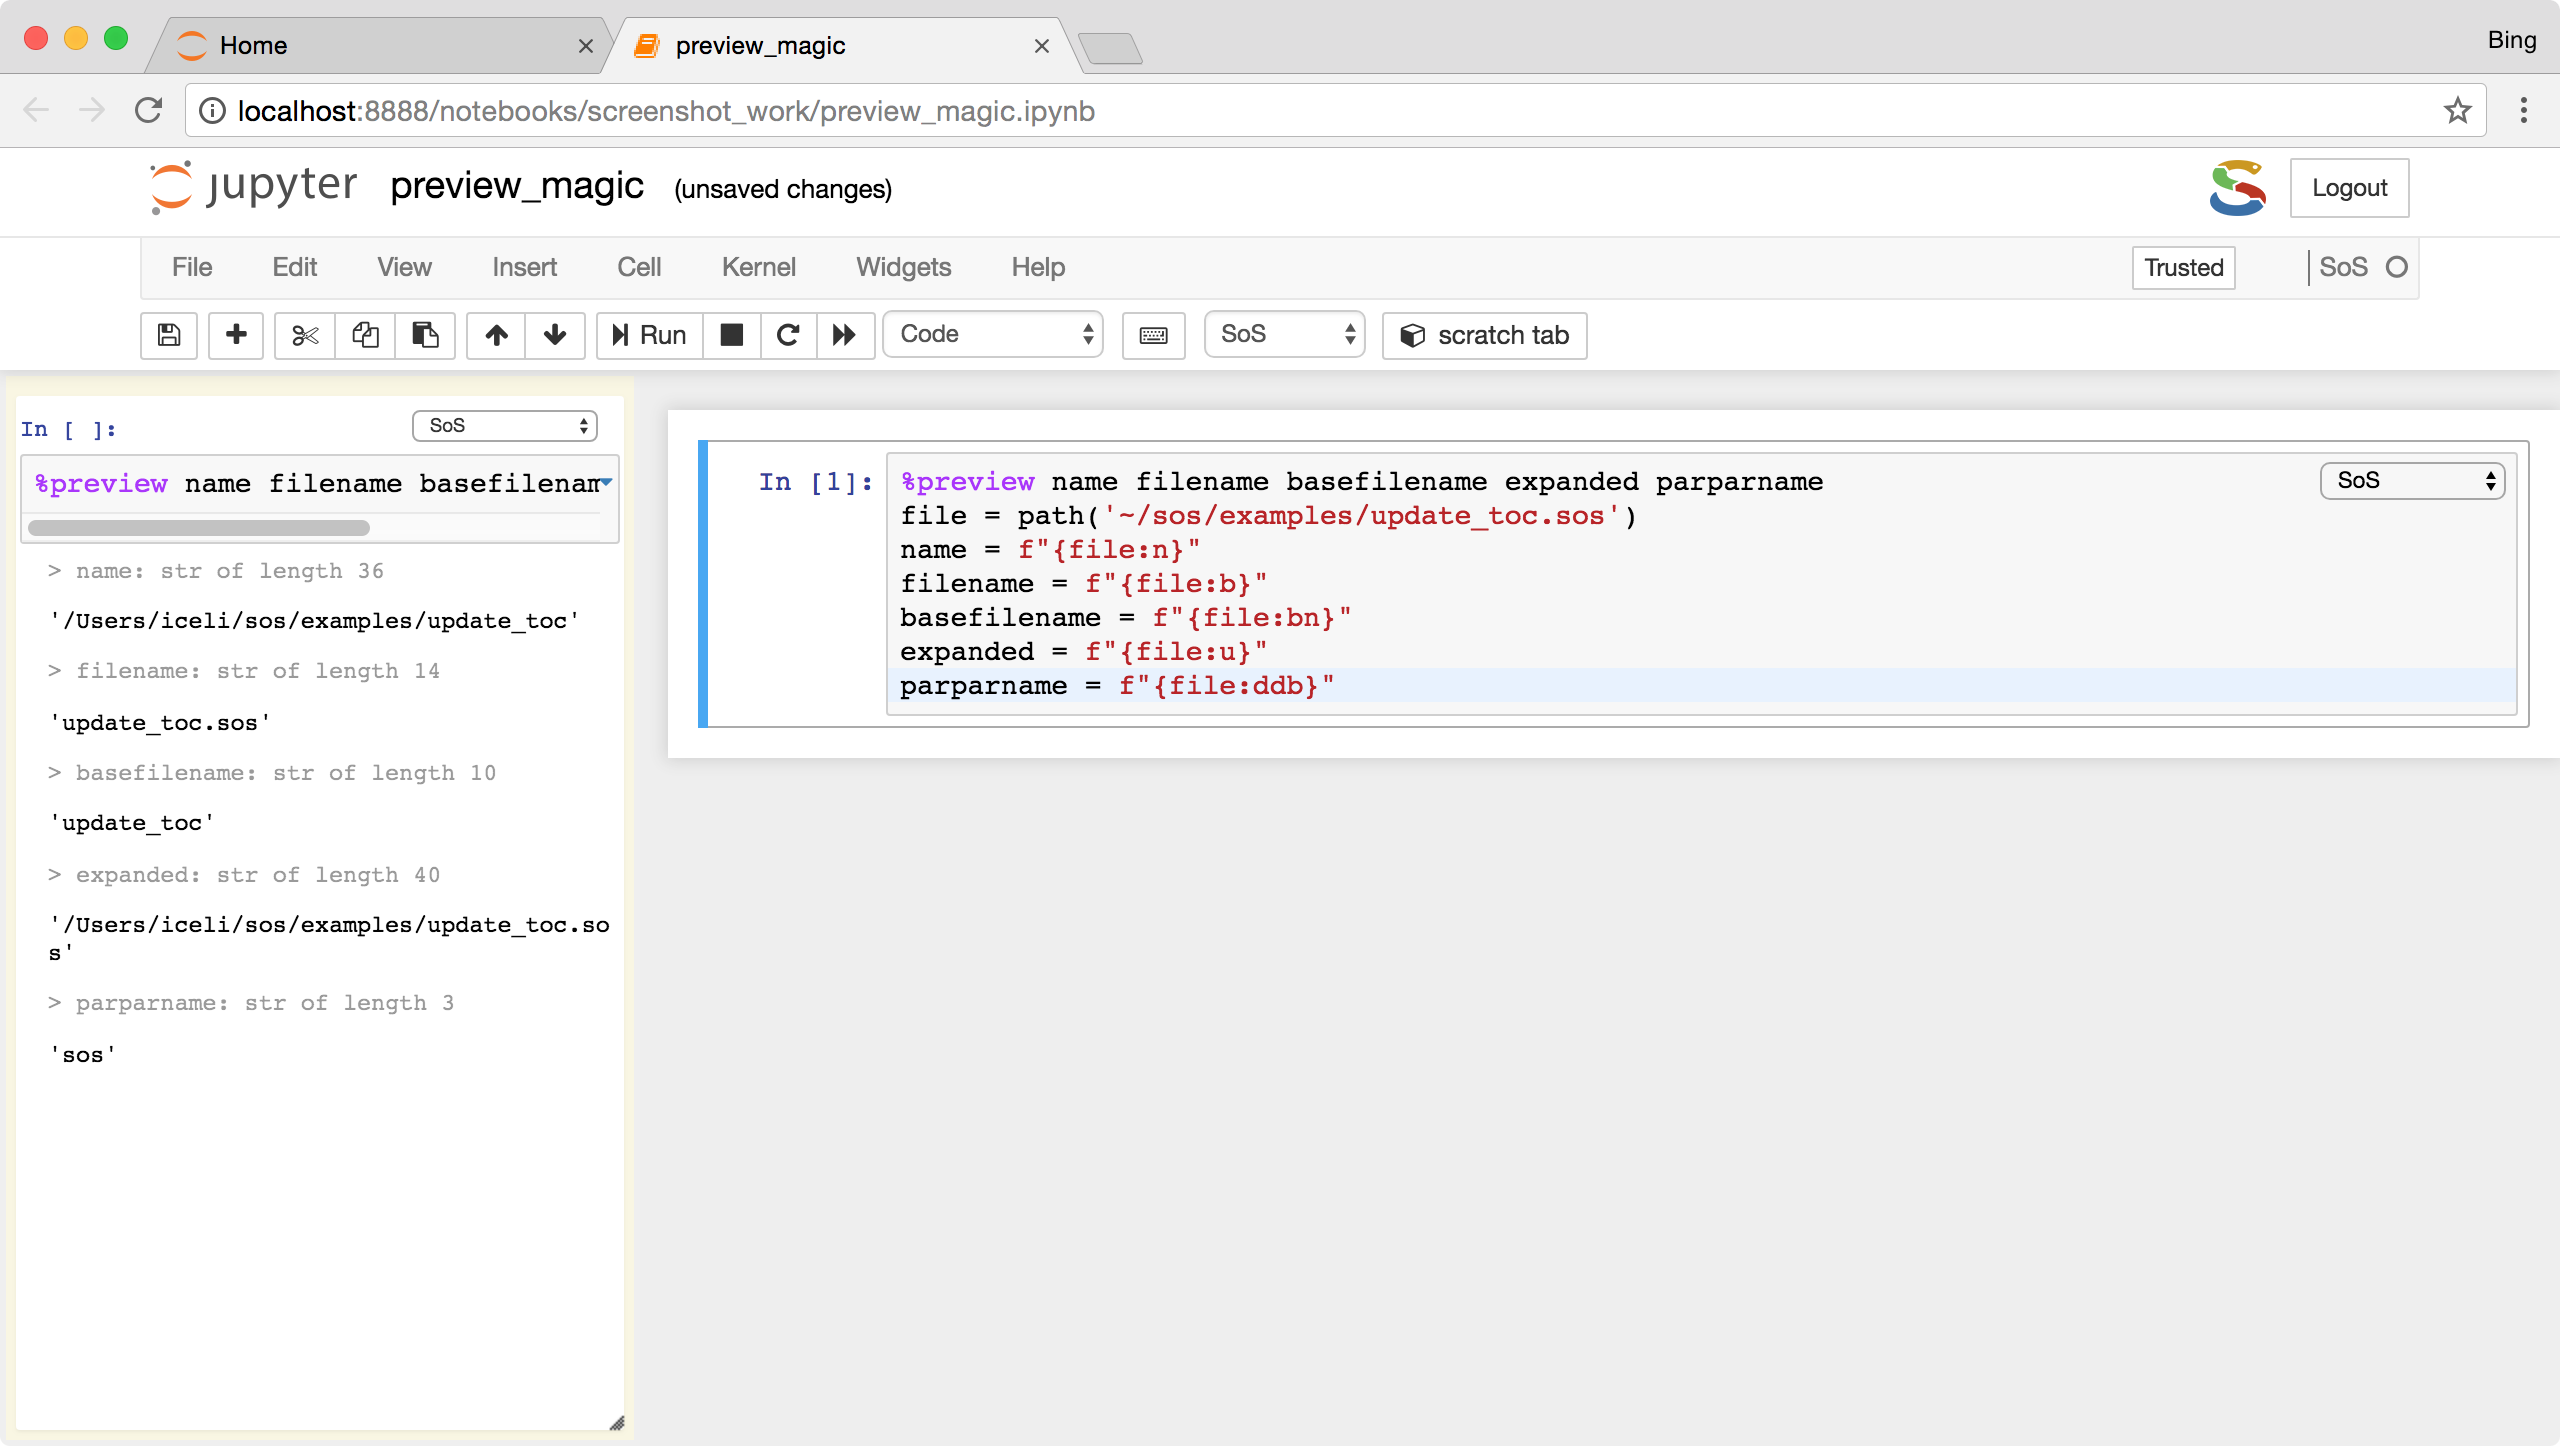 Home
preview_magic
Bing
localhost:8888/notebooks/screenshot_work/preview_magic.ipynb
jupyter preview_magic (unsaved changes)
Logout
File Edit View Insert Cell Kernel Widgets Help
Trusted
SoS
Run
Code
SoS
scratch tab
In [ ]:
SoS
%preview name filename basefilenam
> name: str of length 36
'/Users/iceli/sos/examples/update_toc'
> filename: str of length 14
'update_toc.sos'
> basefilename: str of length 10
'update_toc'
> expanded: str of length 40
'/Users/iceli/sos/examples/update_toc.so
s'
> parparname: str of length 3
'sos'
In [1]:
%preview name filename basefilename expanded parparname
SoS
file = path('~/sos/examples/update_toc.sos')
name = f"{file:n}"
filename = f"{file:b}"
basefilename = f"{file:bn}"
expanded = f"{file:u}"
parparname = f"{file:ddb}"